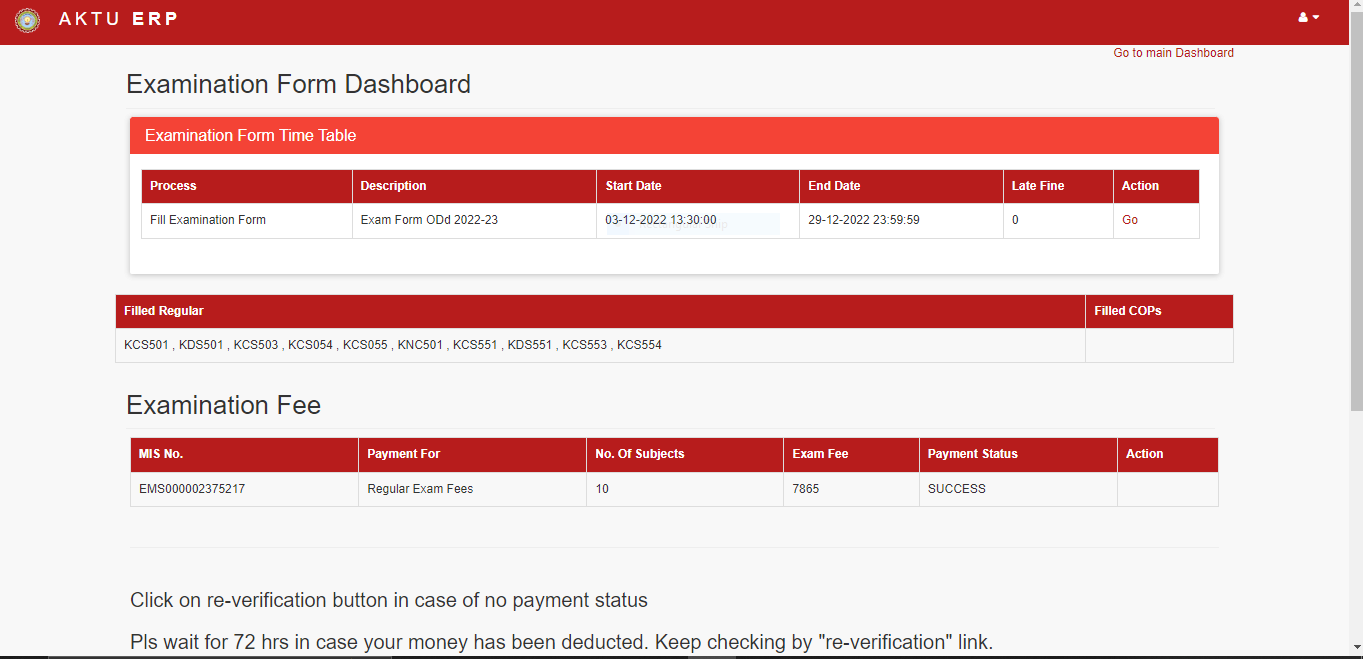 AKTU ERP
Go to main Dashboard
Examination Form Dashboard
Examination Form Time Table
Process Description Start Date End Date Late Fine Action
Fill Examination Form Exam Form ODd 2022-23 03-12-2022 13:30:00 29-12-2022 23:59:59 0 Go
Rectangular Snip
Filled Regular Filled COPs
KCS501 , KDS501 , KCS503 , KCS054 , KCS055 , KNC501 , KCS551 , KDS551 , KCS553 , KCS554
Examination Fee
MIS No. Payment For No. Of Subjects Exam Fee Payment Status Action
EMS000002375217 Regular Exam Fees 10 7865 SUCCESS
Click on re-verification button in case of no payment status
Pls wait for 72 hrs in case your money has been deducted. Keep checking by "re-verification" link.